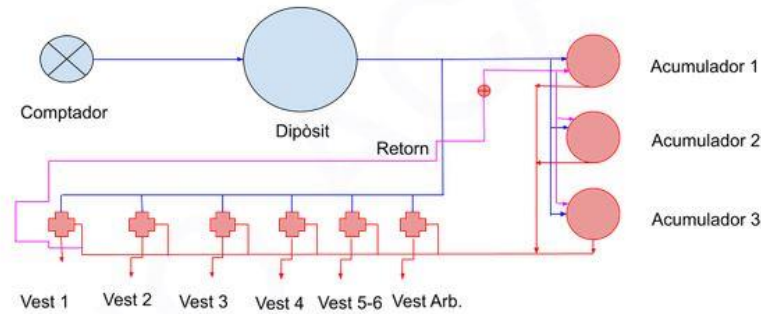 Comptador
Dipòsit
Retorn
Acumulador 1
Acumulador 2
Acumulador 3
Vest 1
Vest 2
Vest 3
Vest 4
Vest 5-6
Vest Arb.